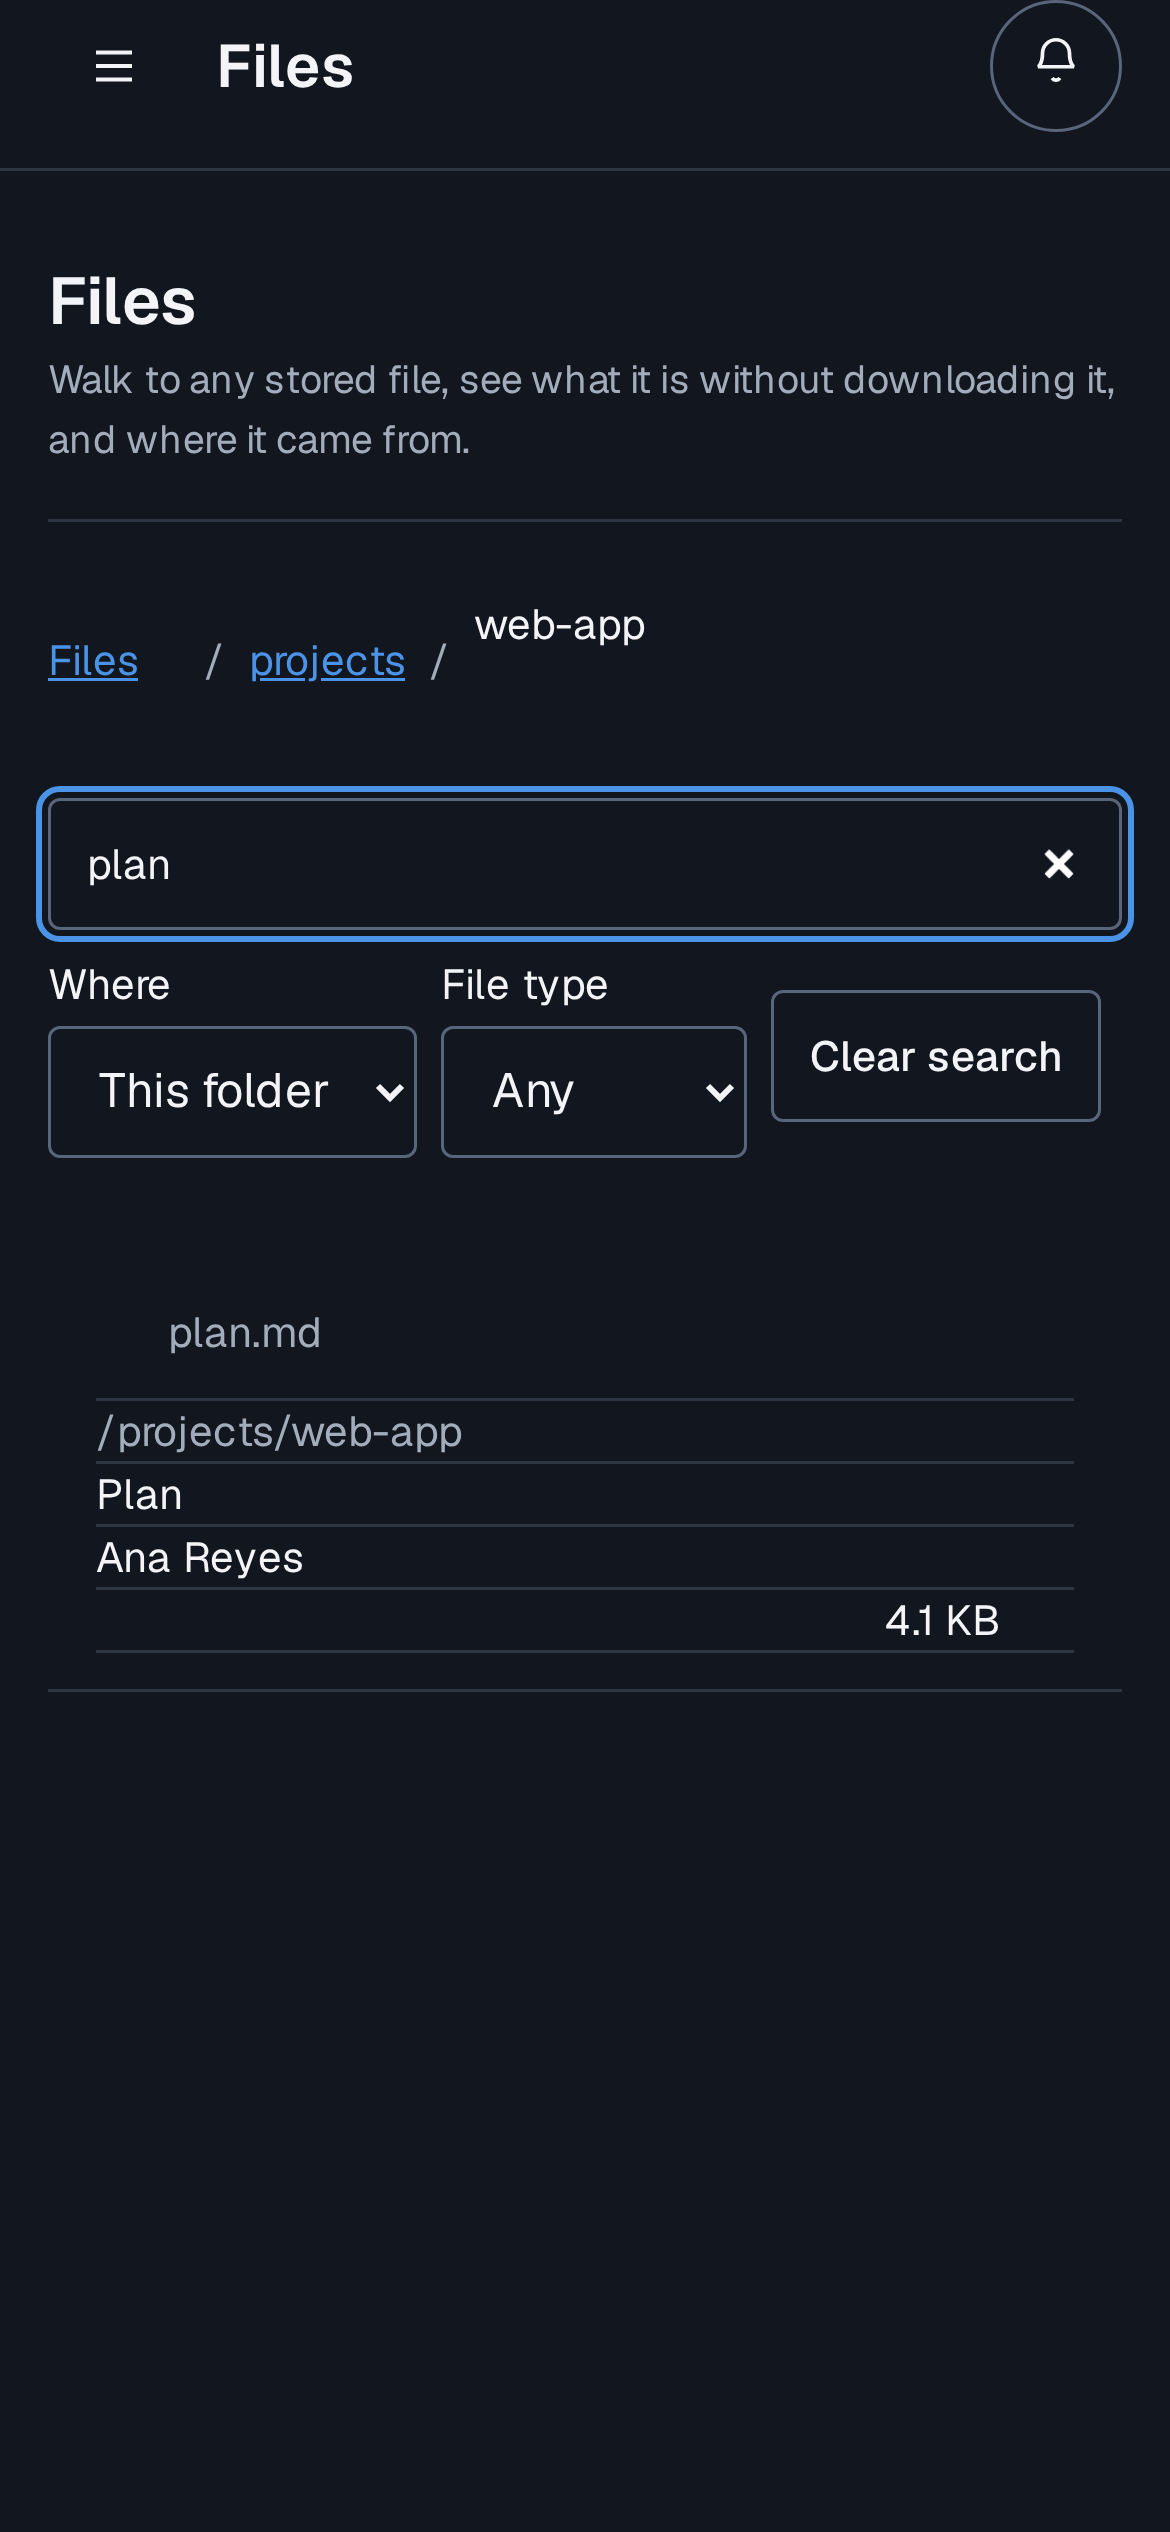 Files
Files
Walk to any stored file, see what it is without downloading it,
and where it came from.
Files / projects / web-app
plan
Where
File type
This folder
Any
Clear search
plan.md
/projects/web-app
Plan
Ana Reyes
4.1 KB